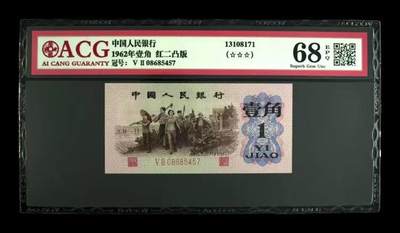 ACG
AI CANG GUARANTY
中国人民银行
1962年壹角 红二凸版
冠号: V II 08685457
13108171
(☆☆☆)
68
EPQ
Superb Gem Unc
中国人民银行
壹角
1
YI
JIAO
V II 08685457